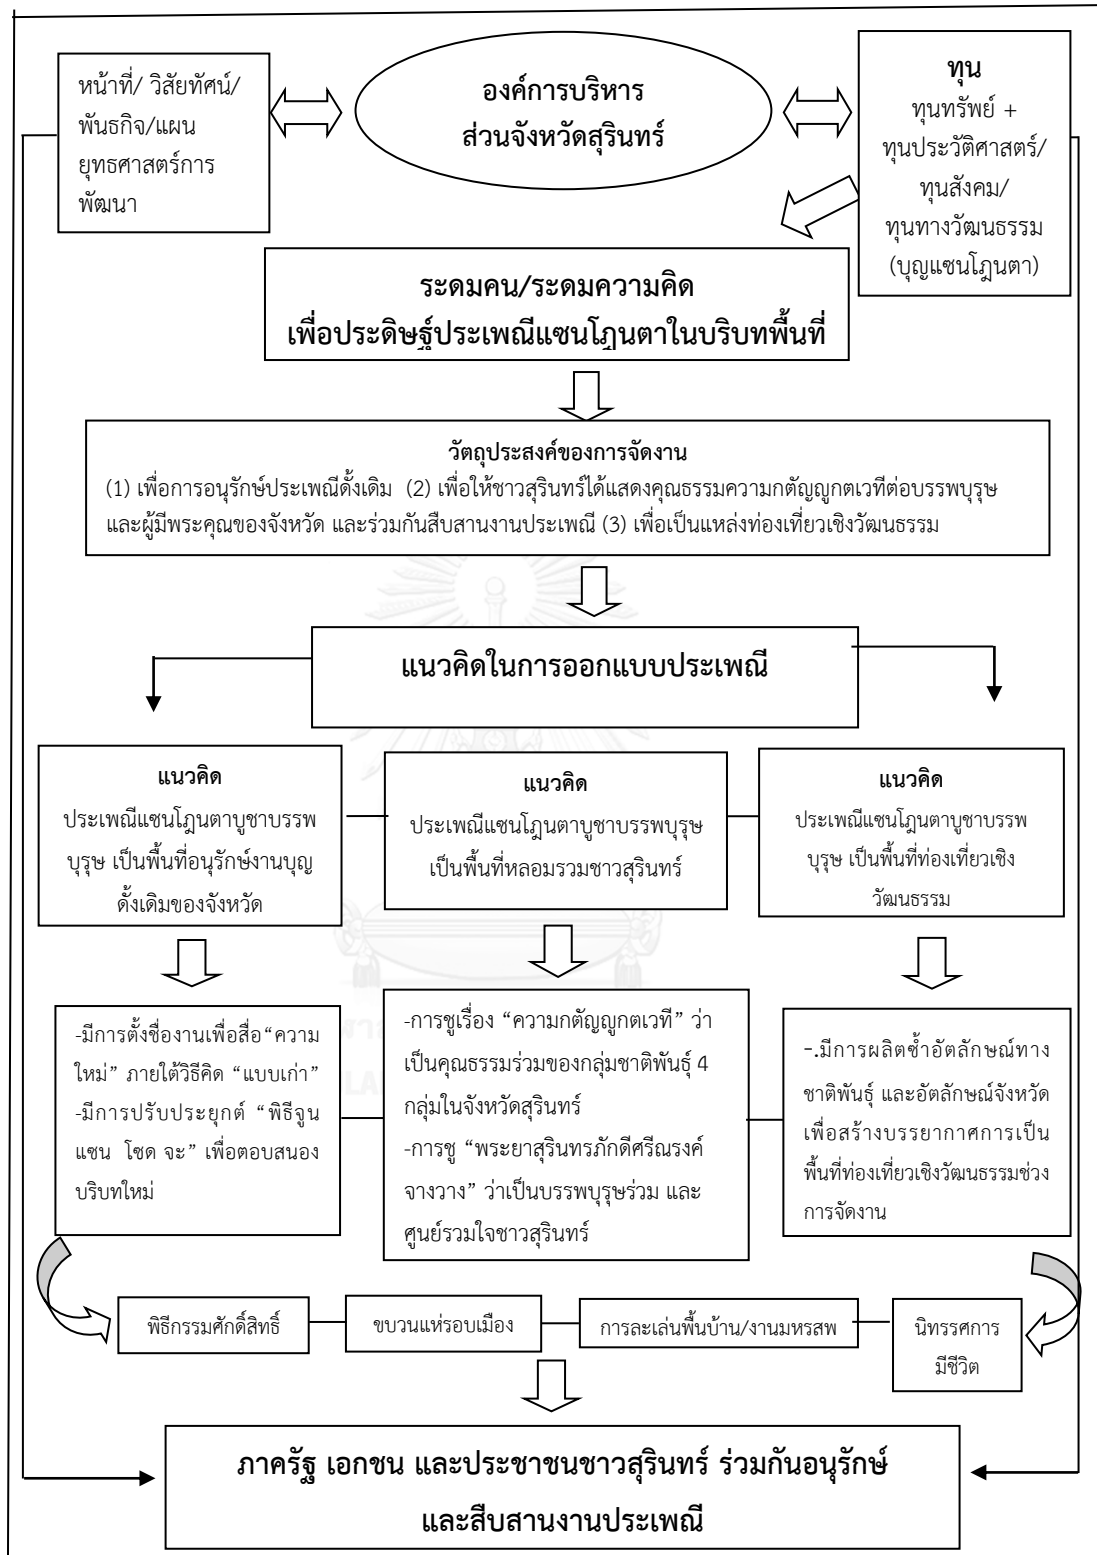 หน้าที่/ วิสัยทัศน์/
พันธกิจ/แผน
ยุทธศาสตร์การ
พัฒนา
องค์การบริหาร
ส่วนจังหวัดสุรินทร์
ทุน
ทุนทรัพย์ +
ทุนประวัติศาสตร์/
ทุนสังคม/
ทุนทางวัฒนธรรม
(บุญแซนโฎนตา)
ระดมคน/ระดมความคิด
เพื่อประดิษฐ์ประเพณีแซนโฎนตาในบริบทพื้นที่
วัตถุประสงค์ของการจัดงาน
(1) เพื่อการอนุรักษ์ประเพณีดั้งเดิม (2) เพื่อให้ชาวสุรินทร์ได้แสดงคุณธรรมความกตัญญูกตเวทีต่อบรรพบุรุษ
และผู้มีพระคุณของจังหวัด และร่วมกันสืบสานงานประเพณี (3) เพื่อเป็นแหล่งท่องเที่ยวเชิงวัฒนธรรม
แนวคิดในการออกแบบประเพณี
แนวคิด
ประเพณีแซนโฎนตาบูชาบรรพ
บุรุษ เป็นพื้นที่อนุรักษ์งานบุญ
ดั้งเดิมของจังหวัด
แนวคิด
ประเพณีแซนโฎนตาบูชาบรรพบุรุษ
เป็นพื้นที่หลอมรวมชาวสุรินทร์
แนวคิด
ประเพณีแซนโฎนตาบูชาบรรพ
บุรุษ เป็นพื้นที่ท่องเที่ยวเชิง
วัฒนธรรม
-มีการตั้งชื่องานเพื่อสื่อ“ความ
ใหม่” ภายใต้วิธีคิด “แบบเก่า”
-มีการปรับประยุกต์ “พิธีจูน
แซน โซด จะ” เพื่อตอบสนอง
บริบทใหม่
-การชูเรื่อง “ความกตัญญูกตเวที” ว่า
เป็นคุณธรรมร่วมของกลุ่มชาติพันธุ์ 4
กลุ่มในจังหวัดสุรินทร์
-การชู “พระยาสุรินทรภักดีศรีณรงค์
จางวาง” ว่าเป็นบรรพบุรุษร่วม และ
ศูนย์รวมใจชาวสุรินทร์
-.มีการผลิตซ้ำอัตลักษณ์ทาง
ชาติพันธุ์ และอัตลักษณ์จังหวัด
เพื่อสร้างบรรยากาศการเป็น
พื้นที่ท่องเที่ยวเชิงวัฒนธรรมช่วง
การจัดงาน
พิธีกรรมศักดิ์สิทธิ์
ขบวนแห่รอบเมือง
การละเล่นพื้นบ้าน/งานมหรสพ
นิทรรศการ
มีชีวิต
ภาครัฐ เอกชน และประชาชนชาวสุรินทร์ ร่วมกันอนุรักษ์
และสืบสานงานประเพณี